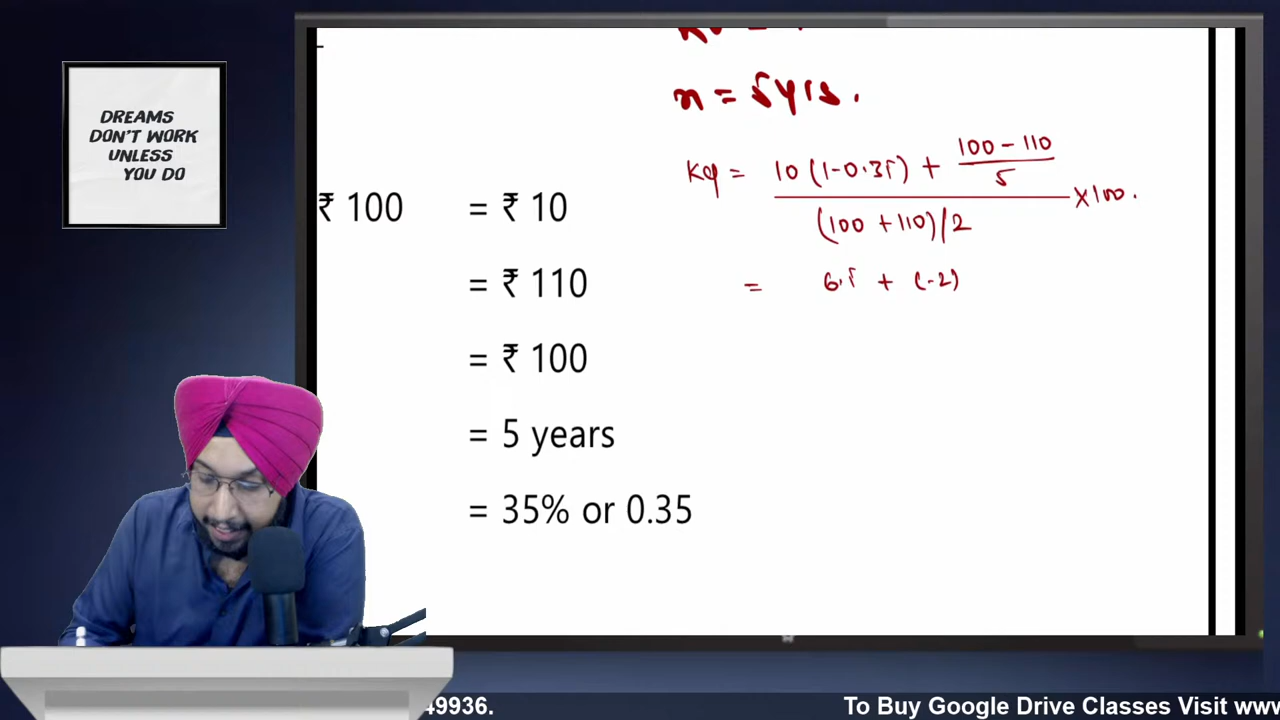 DREAMS
DON'T WORK
UNLESS
YOU DO
n = 5yrs.
₹ 100 = ₹ 10
= ₹ 110
= ₹ 100
= 5 years
= 35% or 0.35
Kd = 10 (1-0.35) + 100 - 110 / 5
(100 + 110)/2 × 100.
= 6.5 + (-2)
49936.
To Buy Google Drive Classes Visit